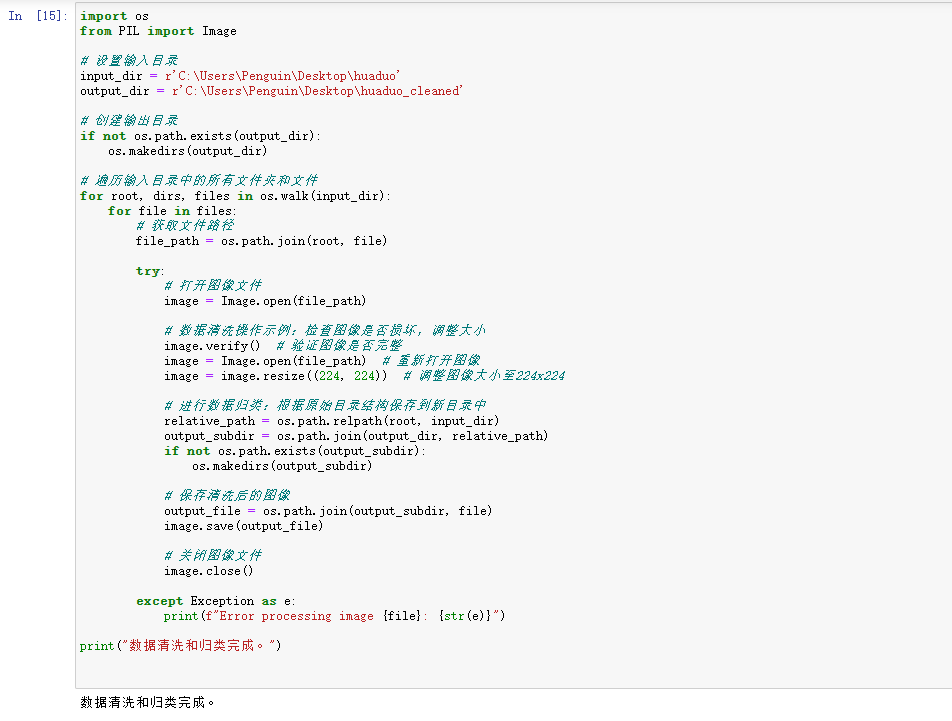 In [15]:
import os
from PIL import Image

# 设置输入目录
input_dir = r'C:\Users\Penguin\Desktop\huaduo'
output_dir = r'C:\Users\Penguin\Desktop\huaduo_cleaned'

# 创建输出目录
if not os.path.exists(output_dir):
    os.makedirs(output_dir)

# 遍历输入目录中的所有文件夹和文件
for root, dirs, files in os.walk(input_dir):
    for file in files:
        # 获取文件路径
        file_path = os.path.join(root, file)

        try:
            # 打开图像文件
            image = Image.open(file_path)

            # 数据清洗操作示例：检查图像是否损坏，调整大小
            image.verify()  # 验证图像是否完整
            image = Image.open(file_path)  # 重新打开图像
            image = image.resize((224, 224))  # 调整图像大小至224x224

            # 进行数据归类：根据原始目录结构保存到新目录中
            relative_path = os.path.relpath(root, input_dir)
            output_subdir = os.path.join(output_dir, relative_path)
            if not os.path.exists(output_subdir):
                os.makedirs(output_subdir)

            # 保存清洗后的图像
            output_file = os.path.join(output_subdir, file)
            image.save(output_file)

            # 关闭图像文件
            image.close()

        except Exception as e:
            print(f"Error processing image {file}: {str(e)}")

print("数据清洗和归类完成。")

数据清洗和归类完成。